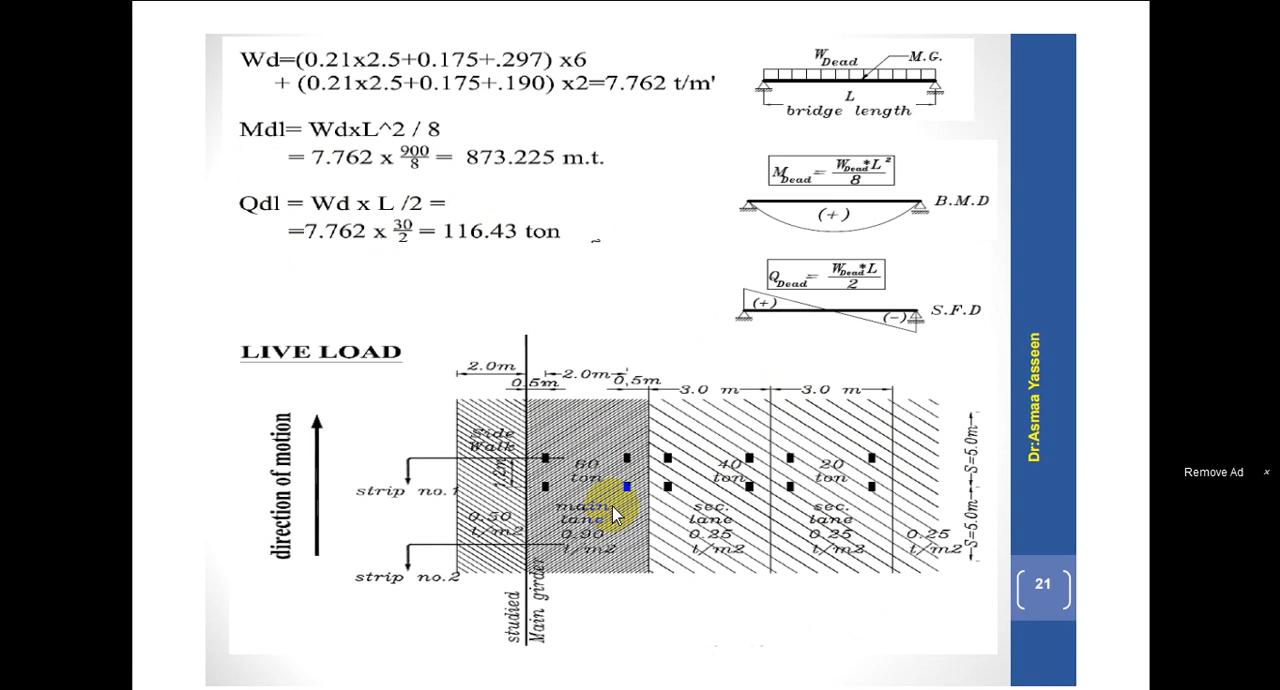 Wd=(0.21x2.5+0.175+.297) x6
+ (0.21x2.5+0.175+.190) x2=7.762 t/m'
Mdl= WdxL^2 / 8
= 7.762 x 900/8 = 873.225 m.t.
Qdl = Wd x L /2 =
=7.762 x 30/2 = 116.43 ton
W Dead
M.G.
L
bridge length
M Dead = W Dead*L²/8
(+)
B.M.D
Q Dead = W Dead*L/2
(+)
(-)
S.F.D
LIVE LOAD
2.0m
0.5m
2.0m
0.5m
3.0 m
3.0 m
direction of motion
Side
Walk
strip no.1
0.50
t/m2
strip no.2
60
ton
main
lane
0.90
t/m2
40
ton
sec.
lane
0.25
t/m2
20
ton
sec.
lane
0.25
t/m2
0.25
t/m2
S=5.0m
S=5.0m
studied
Main girder
Dr:Asmaa Yasseen
21
Remove Ad ×